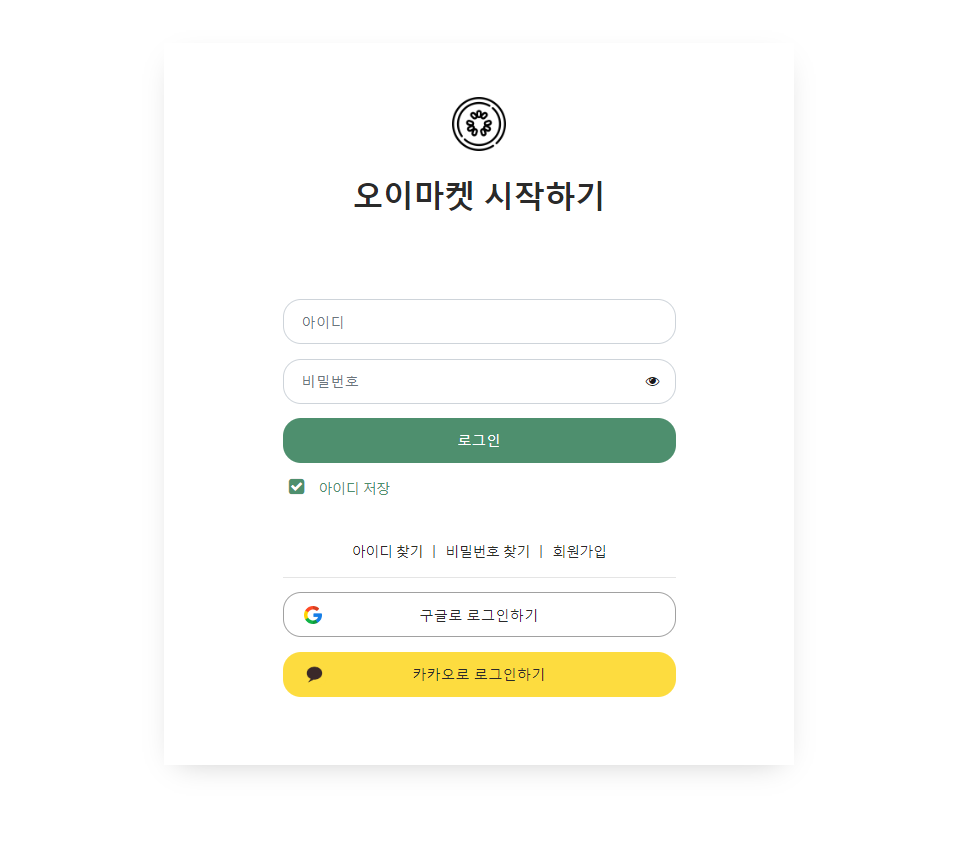 오이마켓 시작하기
아이디
비밀번호
로그인
아이디 저장
아이디 찾기 | 비밀번호 찾기 | 회원가입
구글로 로그인하기
카카오로 로그인하기